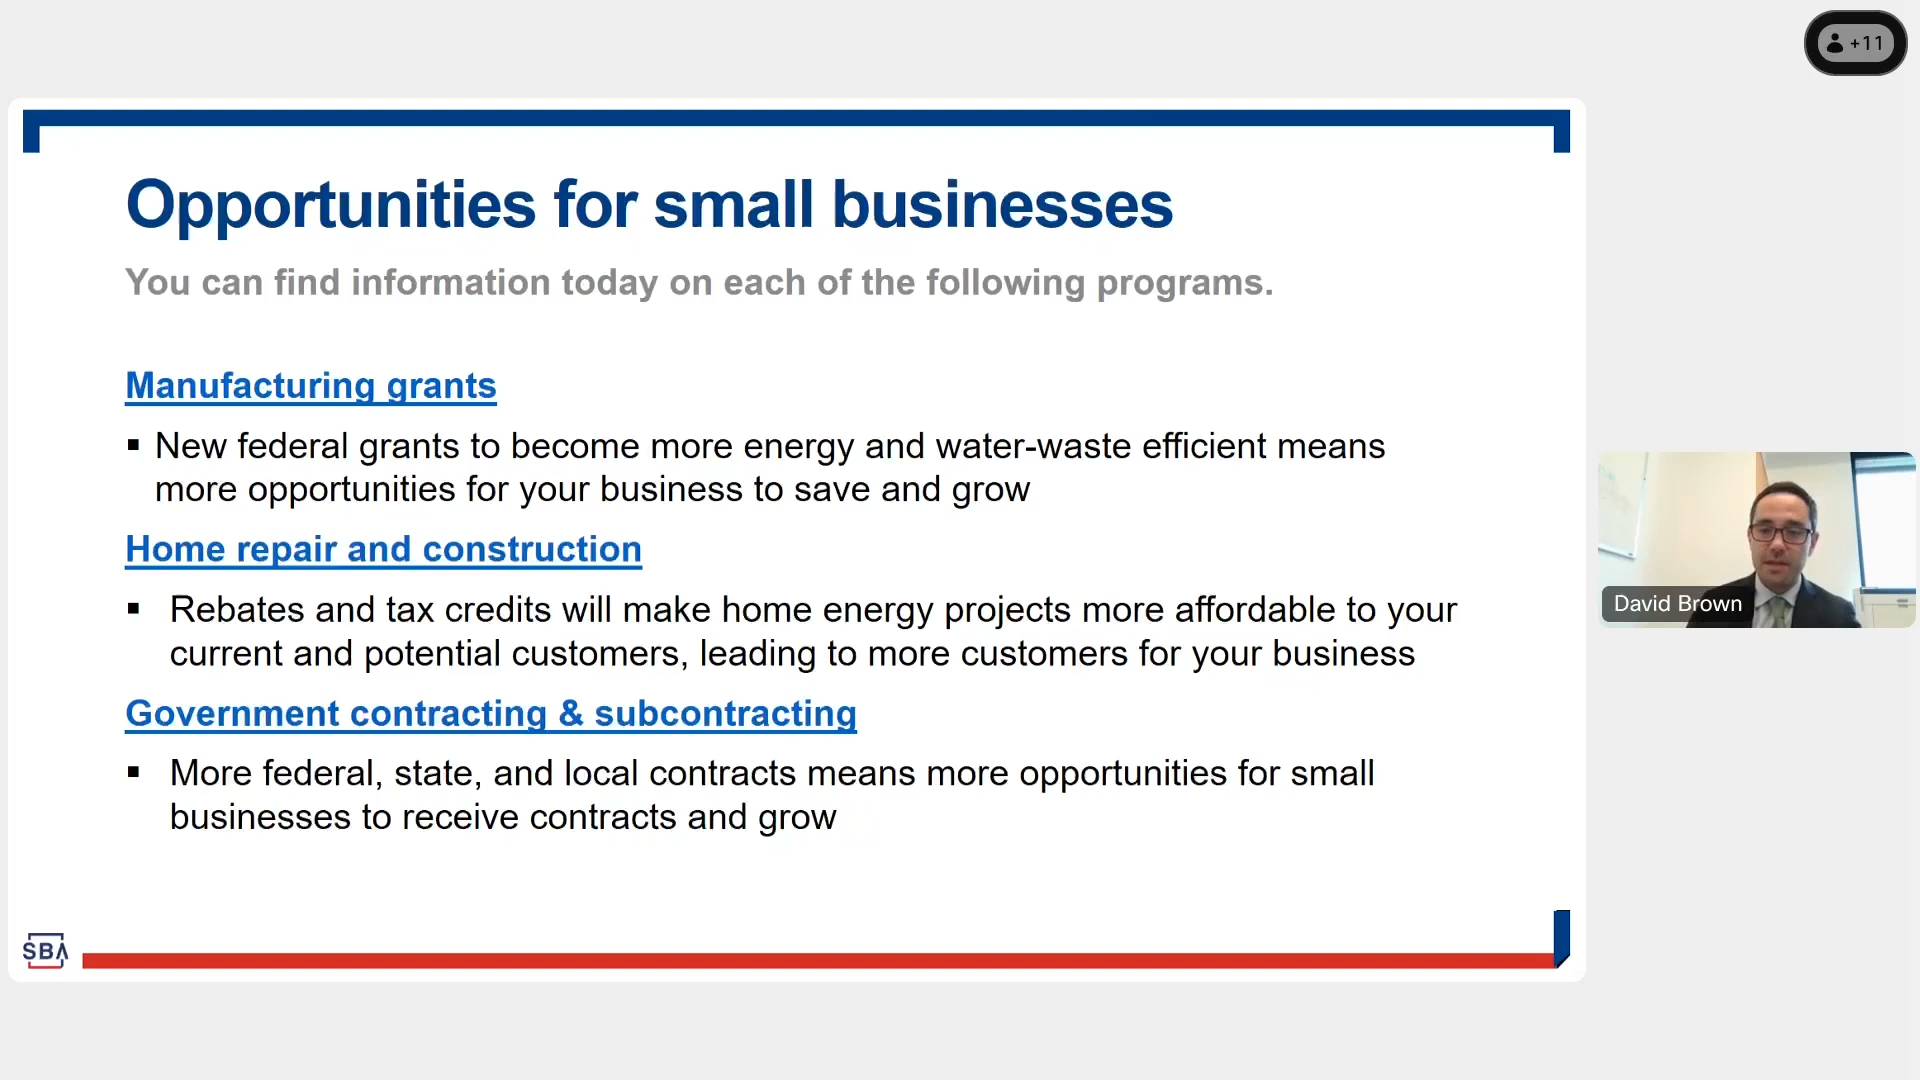 +11
Opportunities for small businesses
You can find information today on each of the following programs.
Manufacturing grants
▪ New federal grants to become more energy and water-waste efficient means
more opportunities for your business to save and grow
Home repair and construction
▪ Rebates and tax credits will make home energy projects more affordable to your
current and potential customers, leading to more customers for your business
Government contracting & subcontracting
▪ More federal, state, and local contracts means more opportunities for small
businesses to receive contracts and grow
SBA
David Brown